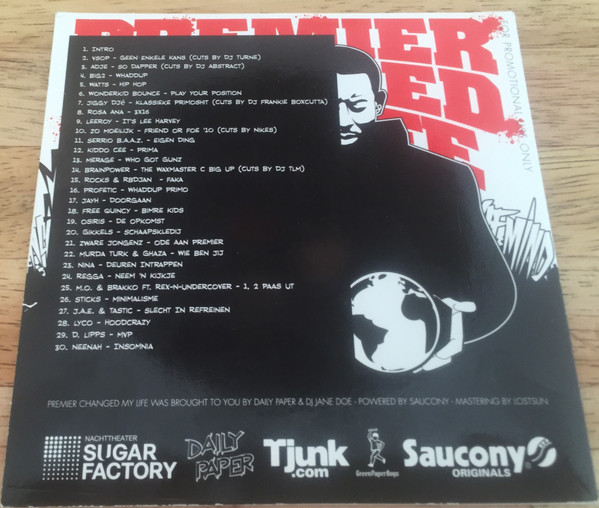 PREMIER
FOR PROMOTIONAL USE ONLY
1. INTRO
2. VSOP - GEEN ENKELE KANS (CUTS BY DJ TURNE)
3. ADJE - SO DAPPER (CUTS BY DJ ABSTRACT)
4. BIG2 - WHADDUP
5. WATTS - HIP HOP
6. WONDERKID BOUNCE - PLAY YOUR POSITION
7. JIGGY DJÉ - KLASSIEKE PRIMOSHIT (CUTS BY DJ FRANKIE BOXCUTTA)
8. ROSA ANA - 3X16
9. LEEROY - IT'S LEE HARVEY
10. ZO MOEILIJK - FRIEND OR FOE '10 (CUTS BY NIKES)
11. SERRIO B.A.A.Z. - EIGEN DING
12. KIDDO CEE - PRIMA
13. MERAGE - WHO GOT GUNZ
14. BRAINPOWER - THE WAXMASTER C BIG UP (CUTS BY DJ TLM)
15. ROCKS & RBDJAN - FAKA
16. PROFETIC - WHADDUP PRIMO
17. JAYH - DOORGAAN
18. FREE QUINCY - BIMRE KIDS
19. OSIRIS - DE OPKOMST
20. GIKKELS - SCHAAPSKLEDIJ
21. ZWARE JONGENZ - ODE AAN PREMIER
22. MURDA TURK & GHAZA - WIE BEN JIJ
23. NINA - DEUREN INTRAPPEN
24. REGGA - NEEM 'N KIJKJE
25. M.O. & BRAKKO FT. REX-N-UNDERCOVER - 1, 2 PAAS UT
26. STICKS - MINIMALISME
27. J.A.E. & TASTIC - SLECHT IN REFREINEN
28. LYCO - HOODCRAZY
29. D. LIPPS - MVP
30. NEENAH - INSOMNIA
PREMIER CHANGED MY LIFE WAS BROUGHT TO YOU BY DAILY PAPER & DJ JANE DOE - POWERED BY SAUCONY - MASTERING BY LOSTSUN.
NACHTTHEATER
SUGAR
FACTORY
DAILY
PAPER
Tjunk
.com
GreenPaperBoys
Saucony
ORIGINALS